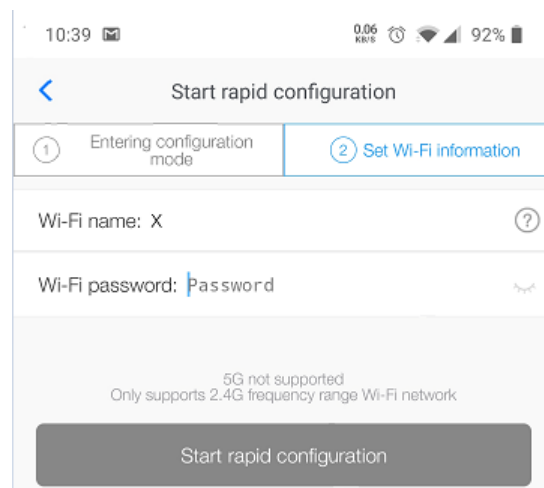 10:39 0.06 KB/S 92%
Start rapid configuration
1 Entering configuration mode
2 Set Wi-Fi information
Wi-Fi name: X ?
Wi-Fi password: Password
5G not supported
Only supports 2.4G frequency range Wi-Fi network
Start rapid configuration